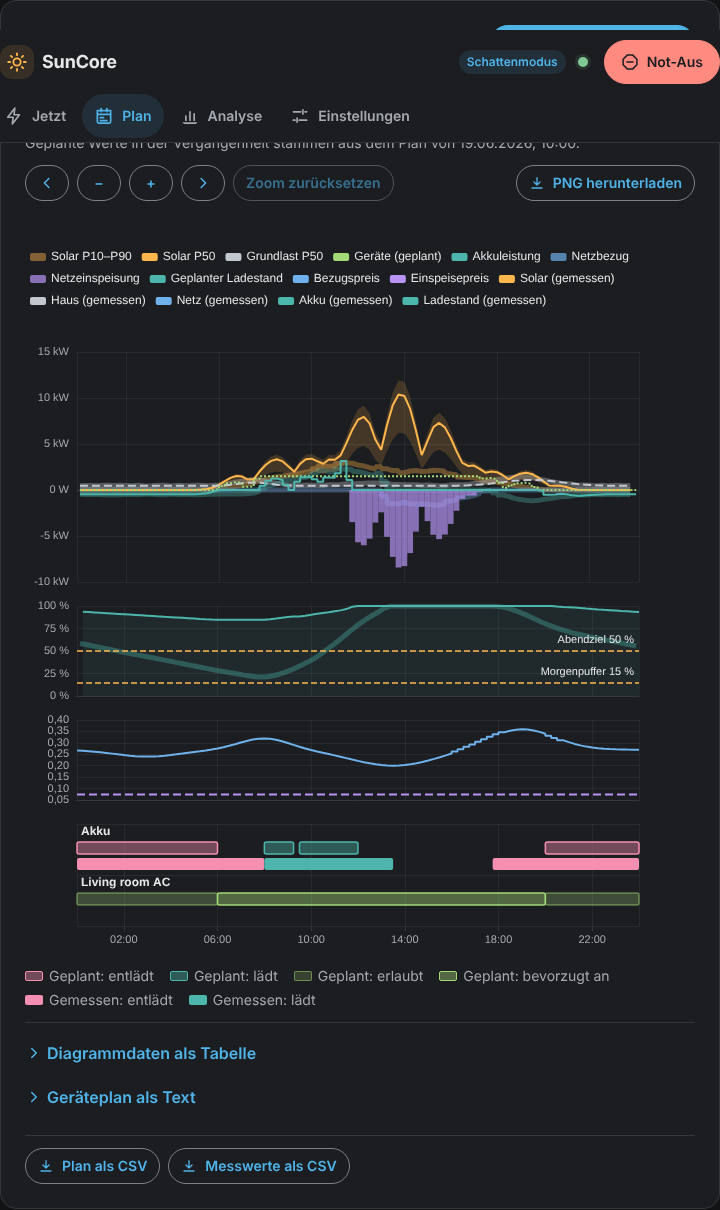 SunCore
Schattenmodus
Not-Aus
Jetzt
Plan
Analyse
Einstellungen
Geplante Werte in der Vergangenheit stammen aus dem Plan von 19.06.2026, 10:00.
Zoom zurücksetzen
PNG herunterladen
Solar P10–P90 Solar P50 Grundlast P50 Geräte (geplant) Akkuleistung Netzbezug
Netzeinspeisung Geplanter Ladestand Bezugspreis Einspeisepreis Solar (gemessen)
Haus (gemessen) Netz (gemessen) Akku (gemessen) Ladestand (gemessen)
15 kW
10 kW
5 kW
0 W
-5 kW
-10 kW
100 %
75 %
Abendziel 50 %
50 %
25 %
Morgenpuffer 15 %
0 %
0,40
0,35
0,30
0,25
0,20
0,15
0,10
0,05
Akku
Living room AC
02:00 06:00 10:00 14:00 18:00 22:00
Geplant: entlädt Geplant: lädt Geplant: erlaubt Geplant: bevorzugt an
Gemessen: entlädt Gemessen: lädt
Diagrammdaten als Tabelle
Geräteplan als Text
Plan als CSV
Messwerte als CSV